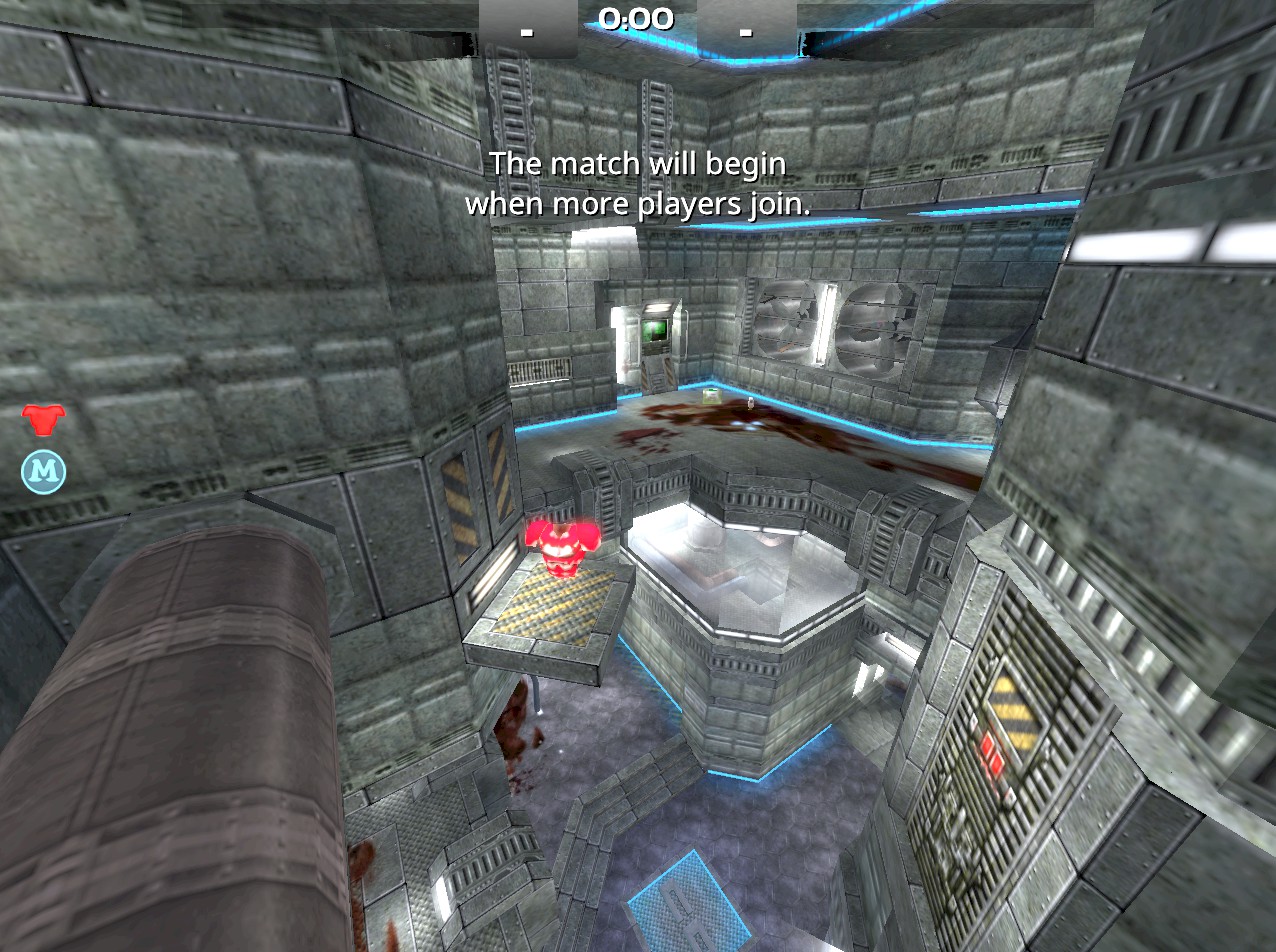 - 0:00 -
The match will begin
when more players join.
M